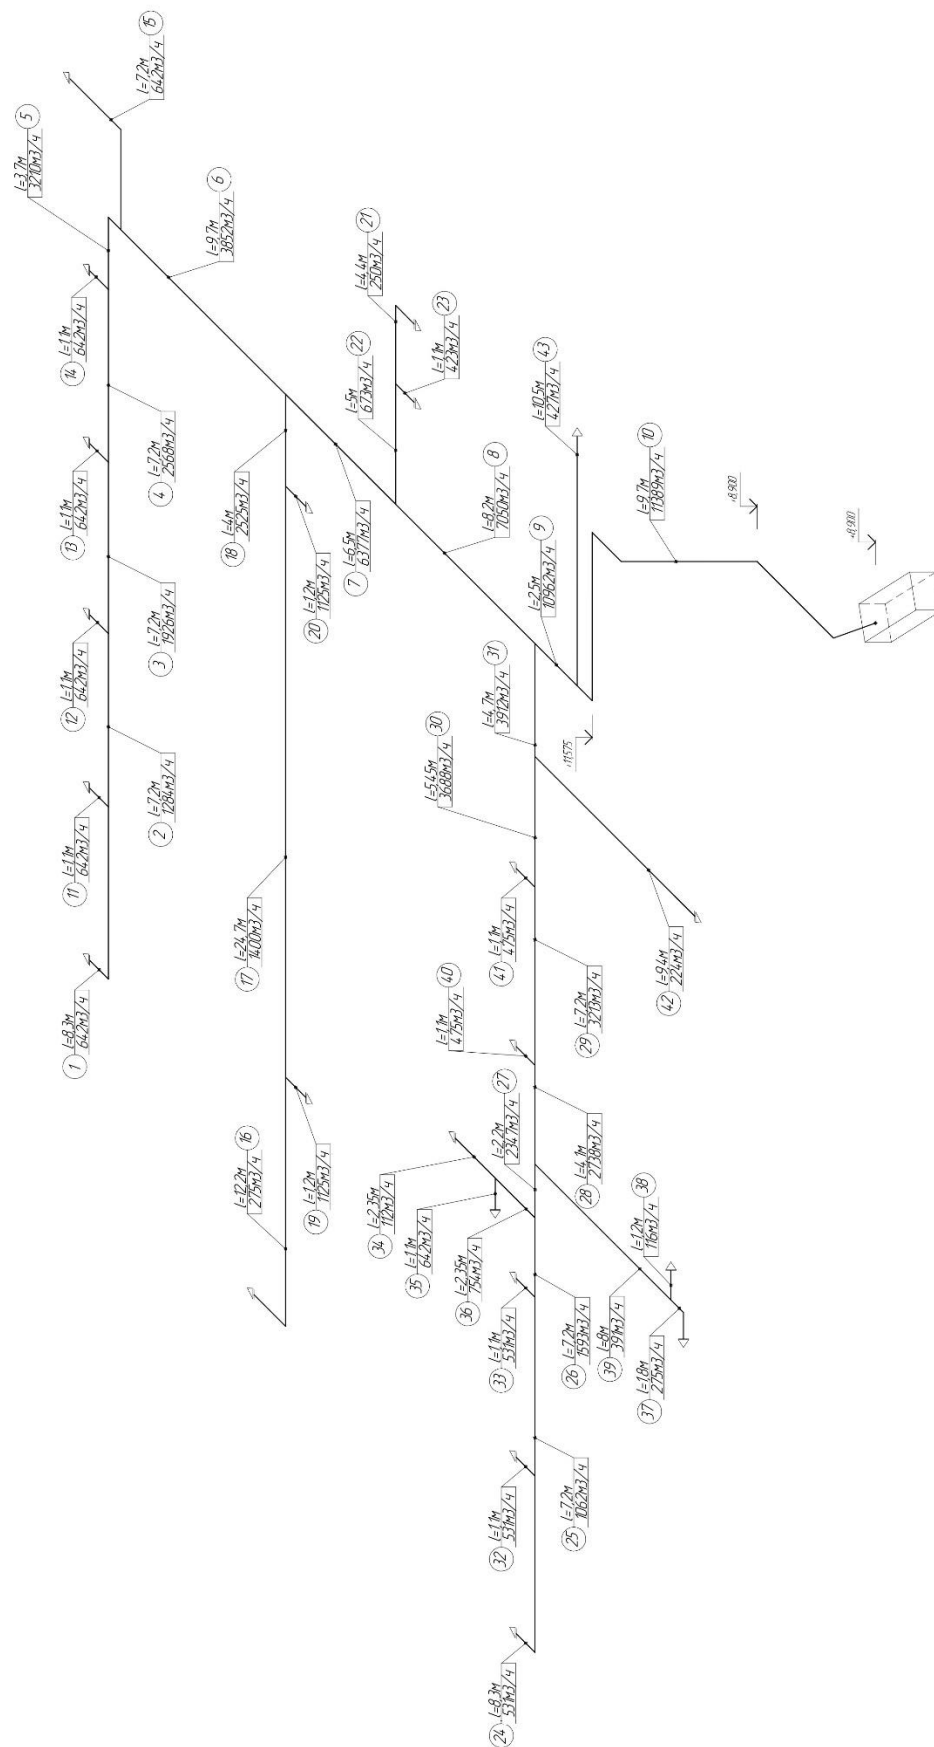 1
l=8,3м
642м3/ч
11
l=1,1м
642м3/ч
2
l=7,2м
1284м3/ч
12
l=1,1м
642м3/ч
3
l=7,2м
1926м3/ч
13
l=1,1м
642м3/ч
4
l=7,2м
2568м3/ч
14
l=1,1м
642м3/ч
5
l=3,7м
3210м3/ч
15
l=7,2м
642м3/ч
6
l=9,7м
3852м3/ч
16
l=12,2м
275м3/ч
19
l=1,2м
1125м3/ч
17
l=24,7м
1400м3/ч
18
l=4м
2525м3/ч
20
l=1,2м
1125м3/ч
7
l=6,5м
6377м3/ч
22
l=5м
673м3/ч
21
l=4,4м
250м3/ч
23
l=1,1м
423м3/ч
8
l=8,2м
7050м3/ч
9
l=2,5м
10962м3/ч
43
l=10,5м
427м3/ч
10
l=9,7м
11389м3/ч
+8,900
+8,900
+11,575
24
l=8,3м
531м3/ч
32
l=1,1м
531м3/ч
25
l=7,2м
1062м3/ч
33
l=1,1м
531м3/ч
26
l=7,2м
1593м3/ч
34
l=2,35м
112м3/ч
35
l=1,1м
642м3/ч
36
l=2,35м
754м3/ч
27
l=2,2м
2347м3/ч
37
l=1,8м
275м3/ч
38
l=1,2м
116м3/ч
39
l=8м
391м3/ч
28
l=4,1м
2738м3/ч
40
l=1,1м
475м3/ч
29
l=7,2м
3213м3/ч
41
l=1,1м
475м3/ч
30
l=5,45м
3688м3/ч
42
l=9,4м
224м3/ч
31
l=4,7м
3912м3/ч